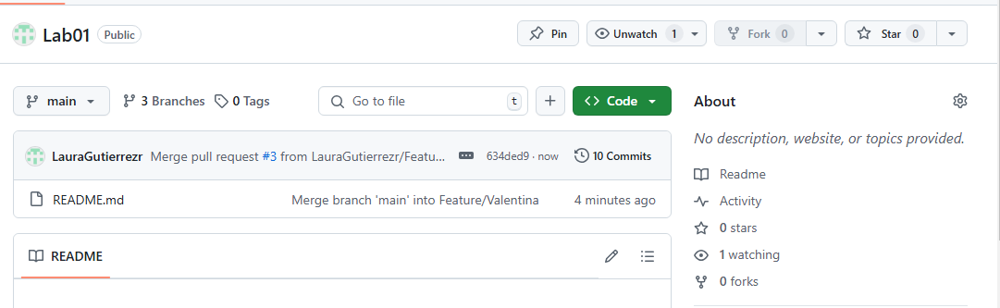 Lab01 Public Pin Unwatch 1 Fork 0 Star 0
main 3 Branches 0 Tags Go to file t Code
LauraGutierrezr Merge pull request #3 from LauraGutierrezr/Featu... 634ded9 · now 10 Commits
README.md Merge branch 'main' into Feature/Valentina 4 minutes ago
README
About
No description, website, or topics provided.
Readme
Activity
0 stars
1 watching
0 forks